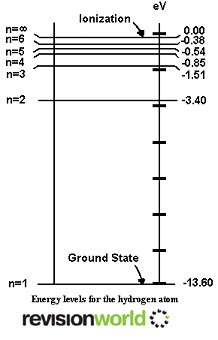 eV
Ionization
n=∞ 0.00
n=6 -0.38
n=5 -0.54
n=4 -0.85
n=3 -1.51
n=2 -3.40
Ground State
n=1 -13.60
Energy levels for the hydrogen atom
revisionworld